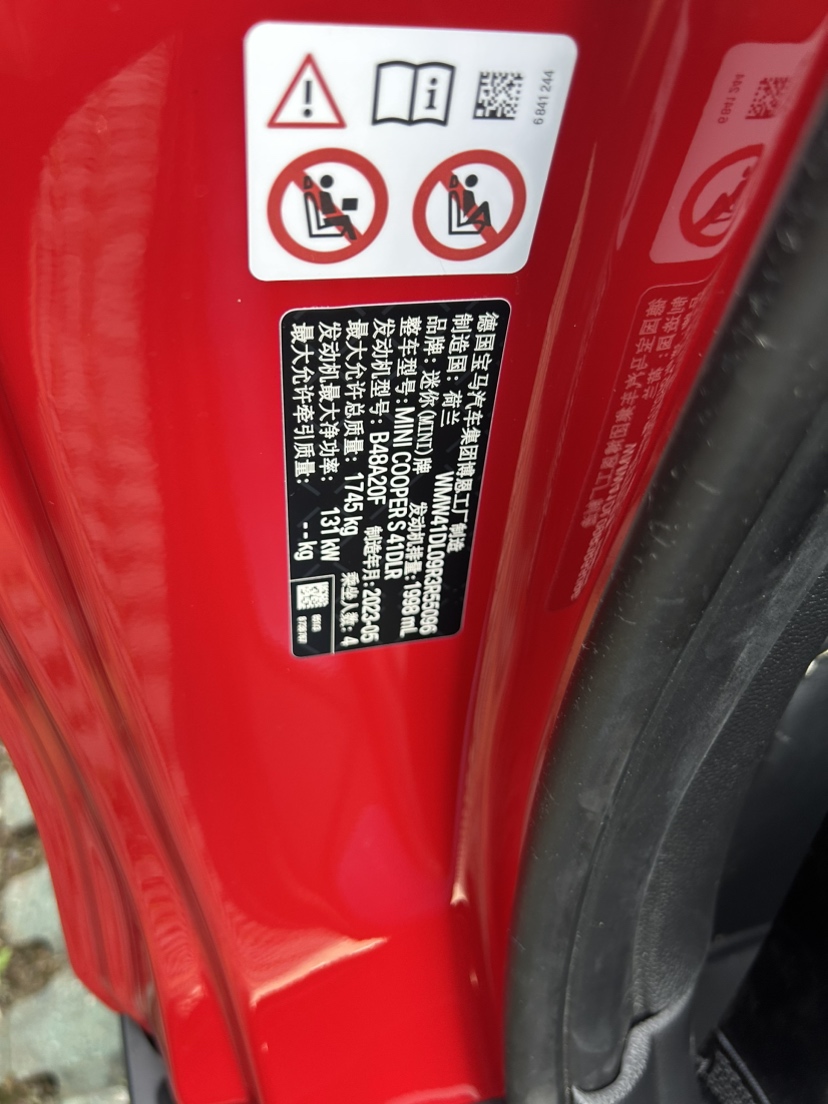 6 841 244
德国宝马汽车集团博恩工厂制造
制造国：荷兰 WMW41DL09R3R55096
品牌：迷你(MINI)牌 发动机排量：1998 mL
整车型号：MINI COOPER S 41DLR
发动机型号：B48A20F 制造年月：2023-05
最大允许总质量：1745 kg 乘坐人数：4
发动机最大净功率：131 kW
最大允许牵引质量：-- kg